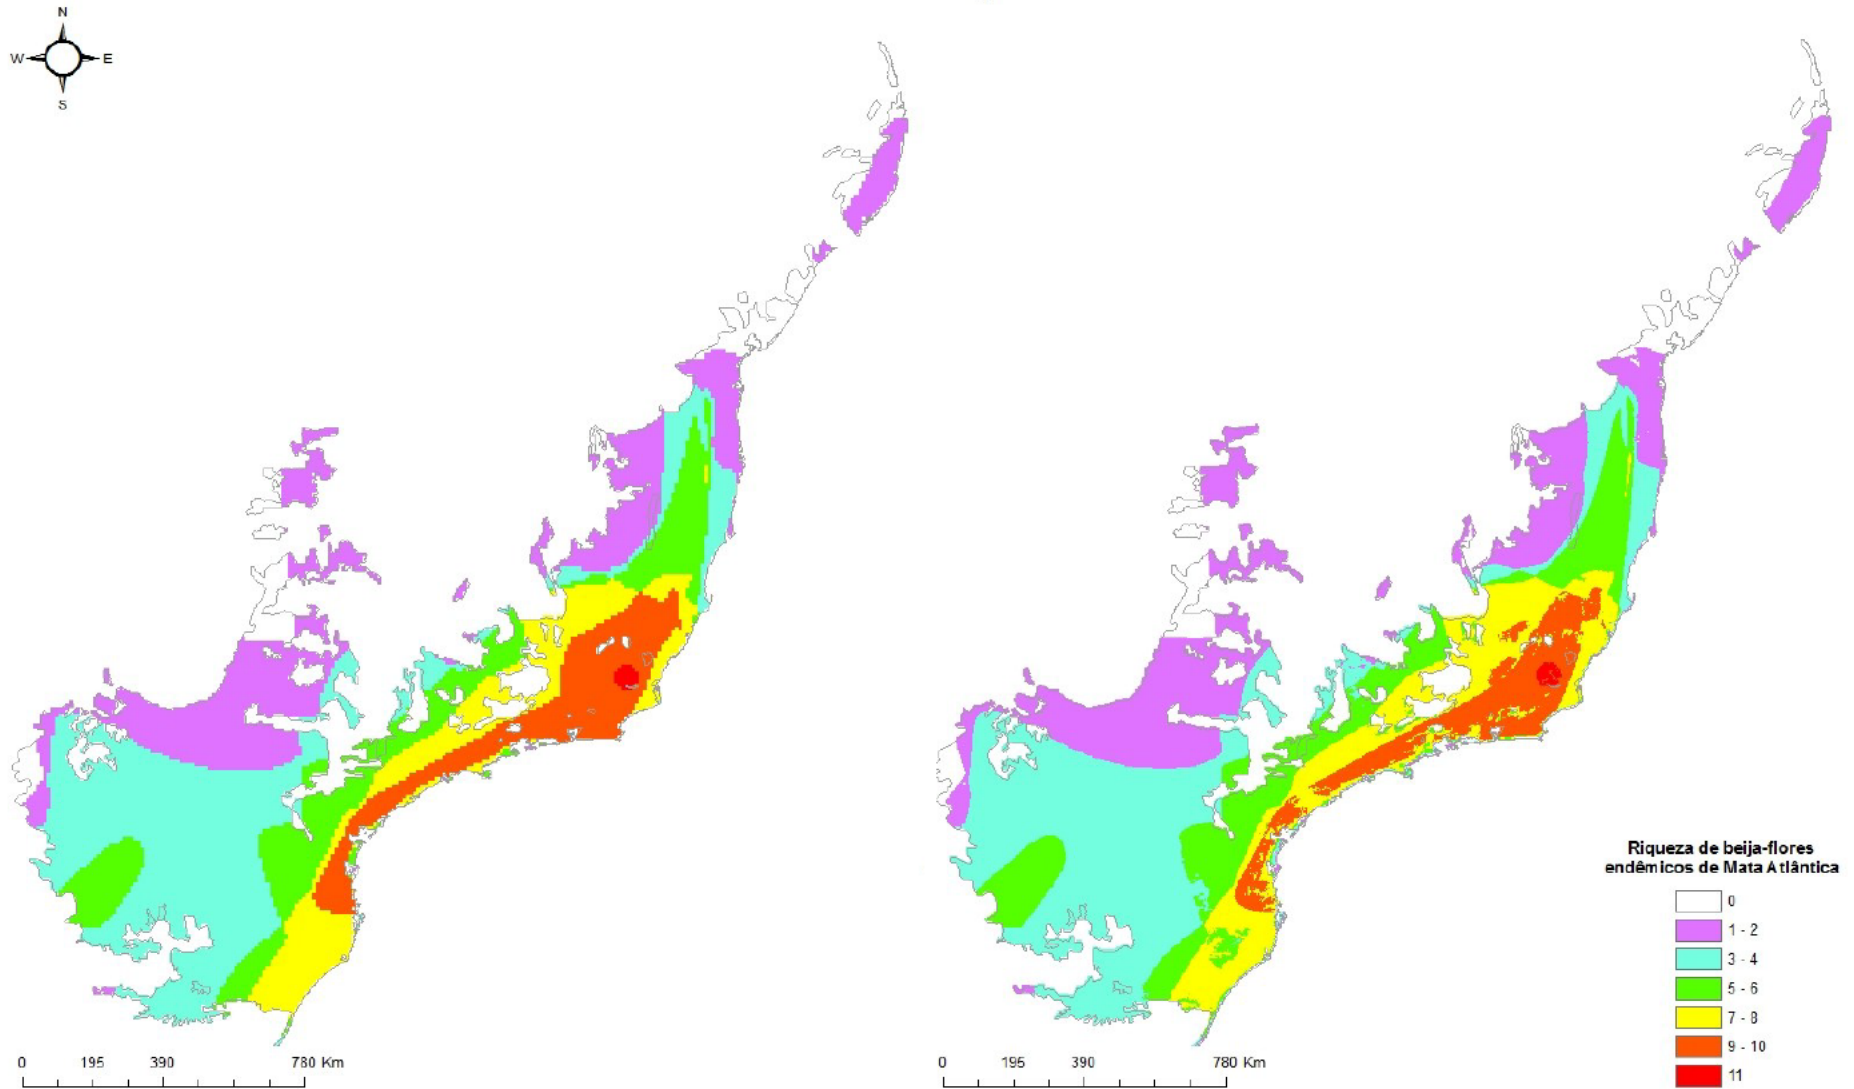 N
W E
S
Riqueza de beija-flores
endêmicos de Mata Atlântica
0
1 - 2
3 - 4
5 - 6
7 - 8
9 - 10
11
0 195 390 780 Km
0 195 390 780 Km